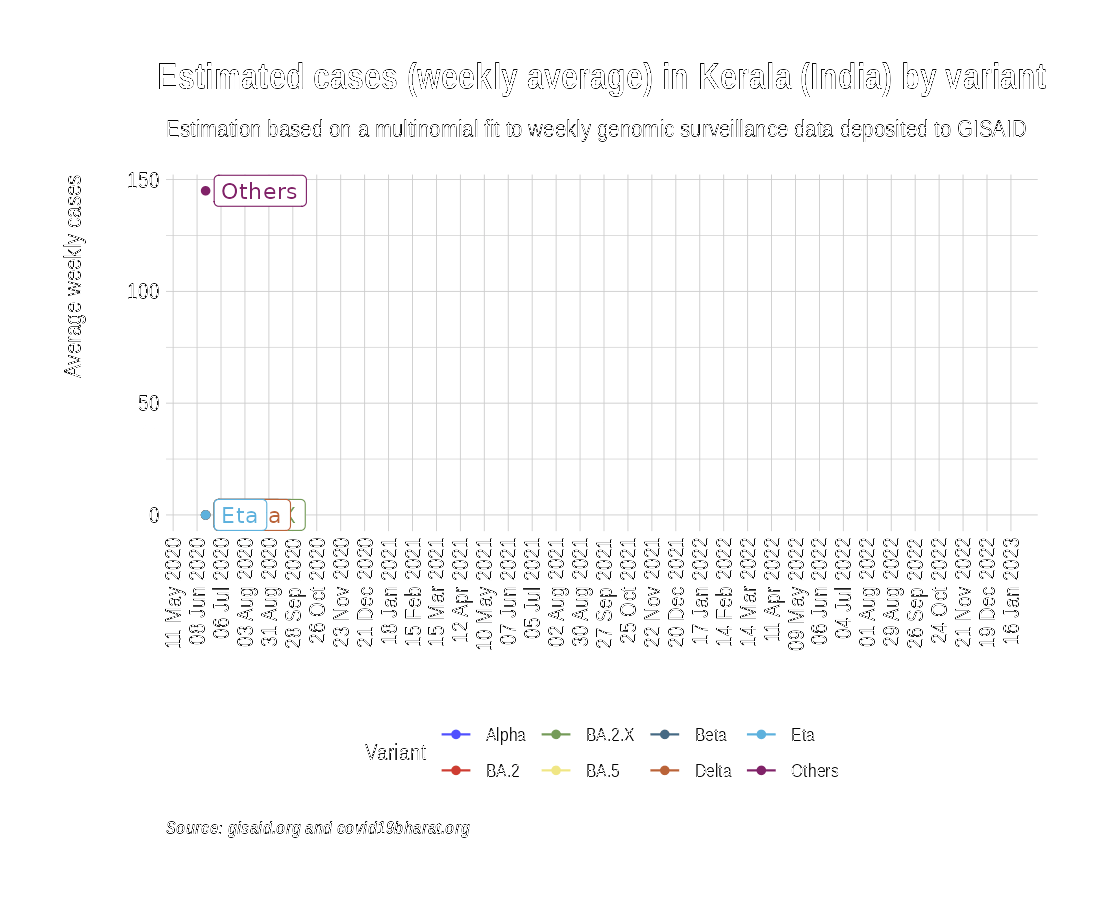 Estimated cases (weekly average) in Kerala (India) by variant
Estimation based on a multinomial fit to weekly genomic surveillance data deposited to GISAID
Average weekly cases
150
100
50
0
Others
Eta
a
X
11 May 2020
08 Jun 2020
06 Jul 2020
03 Aug 2020
31 Aug 2020
28 Sep 2020
26 Oct 2020
23 Nov 2020
21 Dec 2020
18 Jan 2021
15 Feb 2021
15 Mar 2021
12 Apr 2021
10 May 2021
07 Jun 2021
05 Jul 2021
02 Aug 2021
30 Aug 2021
27 Sep 2021
25 Oct 2021
22 Nov 2021
20 Dec 2021
17 Jan 2022
14 Feb 2022
14 Mar 2022
11 Apr 2022
09 May 2022
06 Jun 2022
04 Jul 2022
01 Aug 2022
29 Aug 2022
26 Sep 2022
24 Oct 2022
21 Nov 2022
19 Dec 2022
16 Jan 2023
Variant
Alpha BA.2.X Beta Eta
BA.2 BA.5 Delta Others
Source: gisaid.org and covid19bharat.org